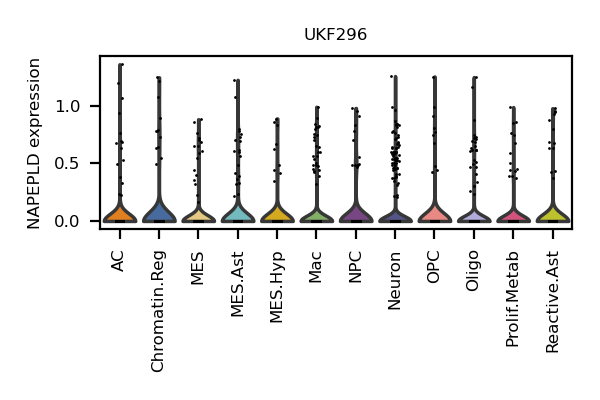 UKF296
NAPEPLD expression
1.0
0.5
0.0
AC
Chromatin.Reg
MES
MES.Ast
MES.Hyp
Mac
NPC
Neuron
OPC
Oligo
Prolif.Metab
Reactive.Ast